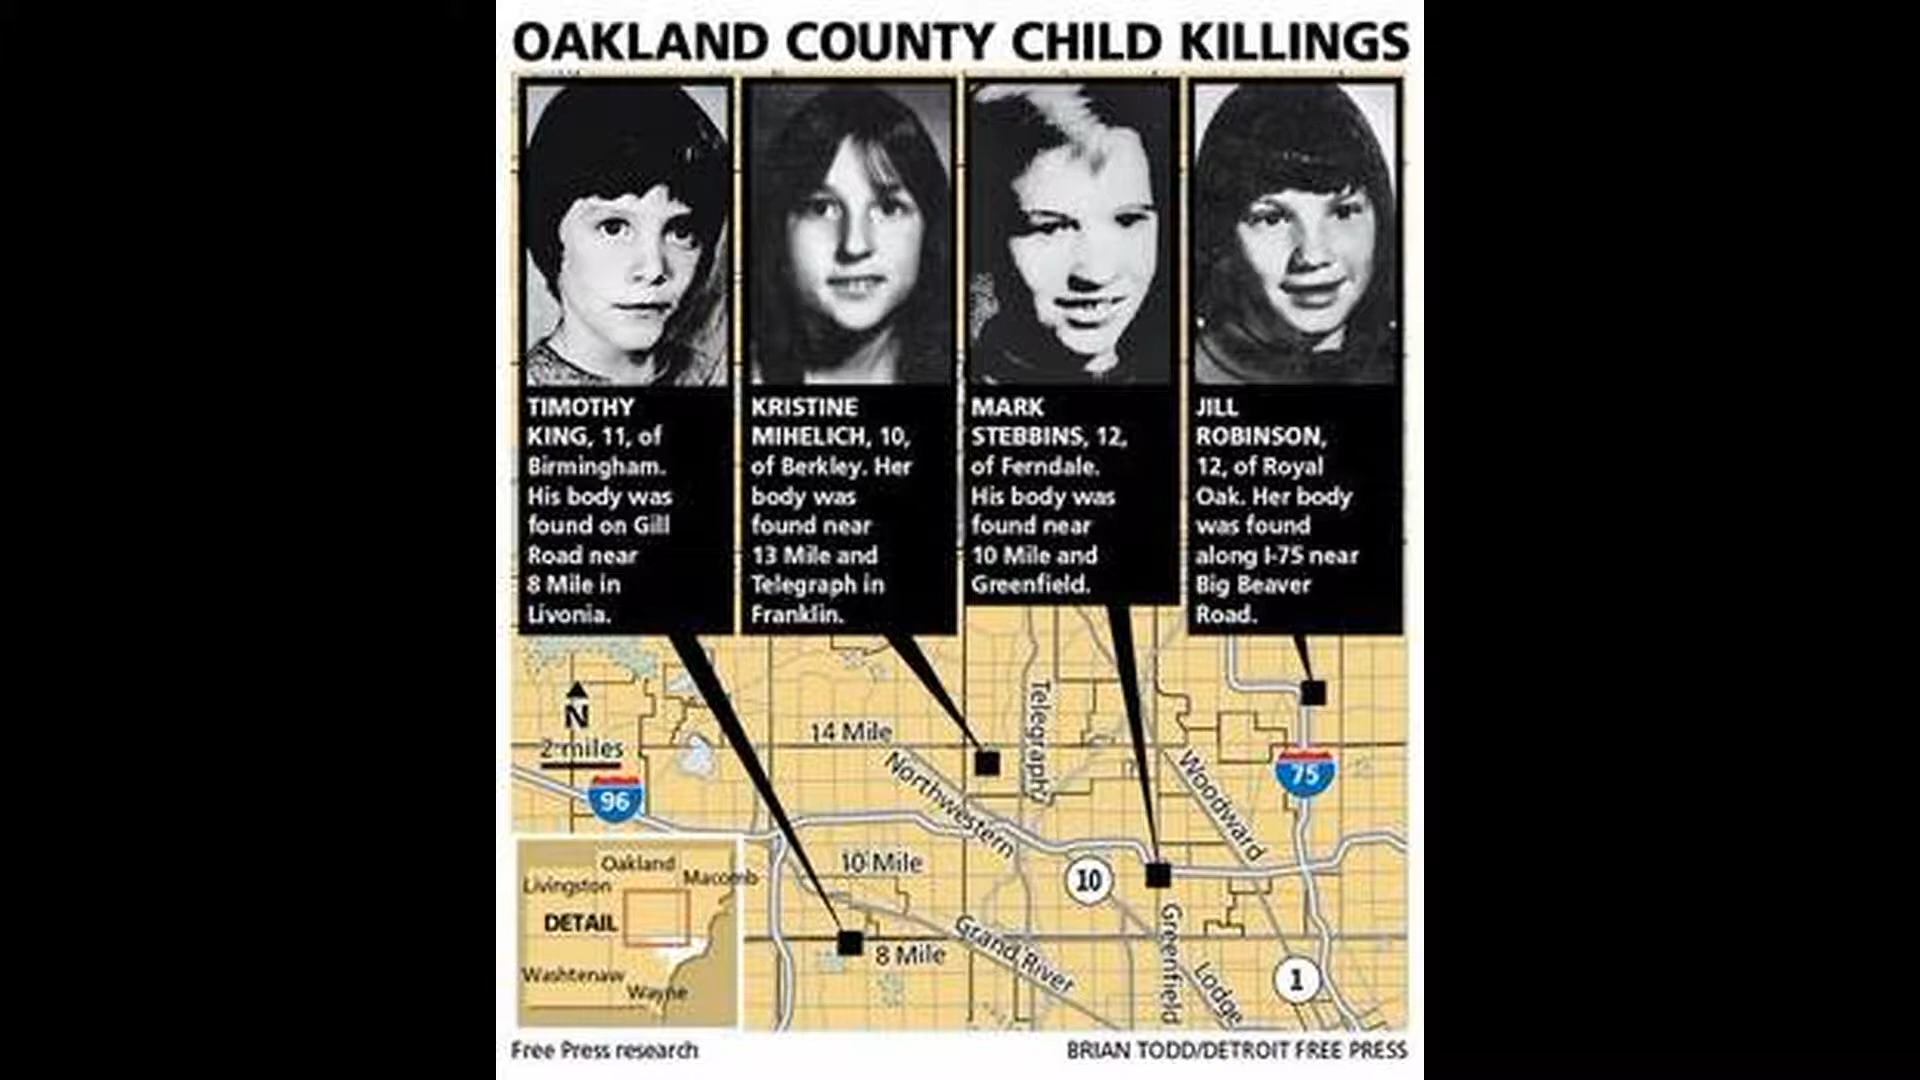 OAKLAND COUNTY CHILD KILLINGS
TIMOTHY
KING, 11, of
Birmingham.
His body was
found on Gill
Road near
8 Mile in
Livonia.
KRISTINE
MIHELICH, 10,
of Berkley. Her
body was
found near
13 Mile and
Telegraph in
Franklin.
MARK
STEBBINS, 12,
of Ferndale.
His body was
found near
10 Mile and
Greenfield.
JILL
ROBINSON,
12, of Royal
Oak. Her body
was found
along I-75 near
Big Beaver
Road.
N
2 miles
96
14 Mile
Northwestern
Telegraph
Woodward
75
10 Mile
10
8 Mile
Grand River
Greenfield
Lodge
1
Oakland
Livingston
Macomb
DETAIL
Washtenaw
Wayne
Free Press research
BRIAN TODD/DETROIT FREE PRESS